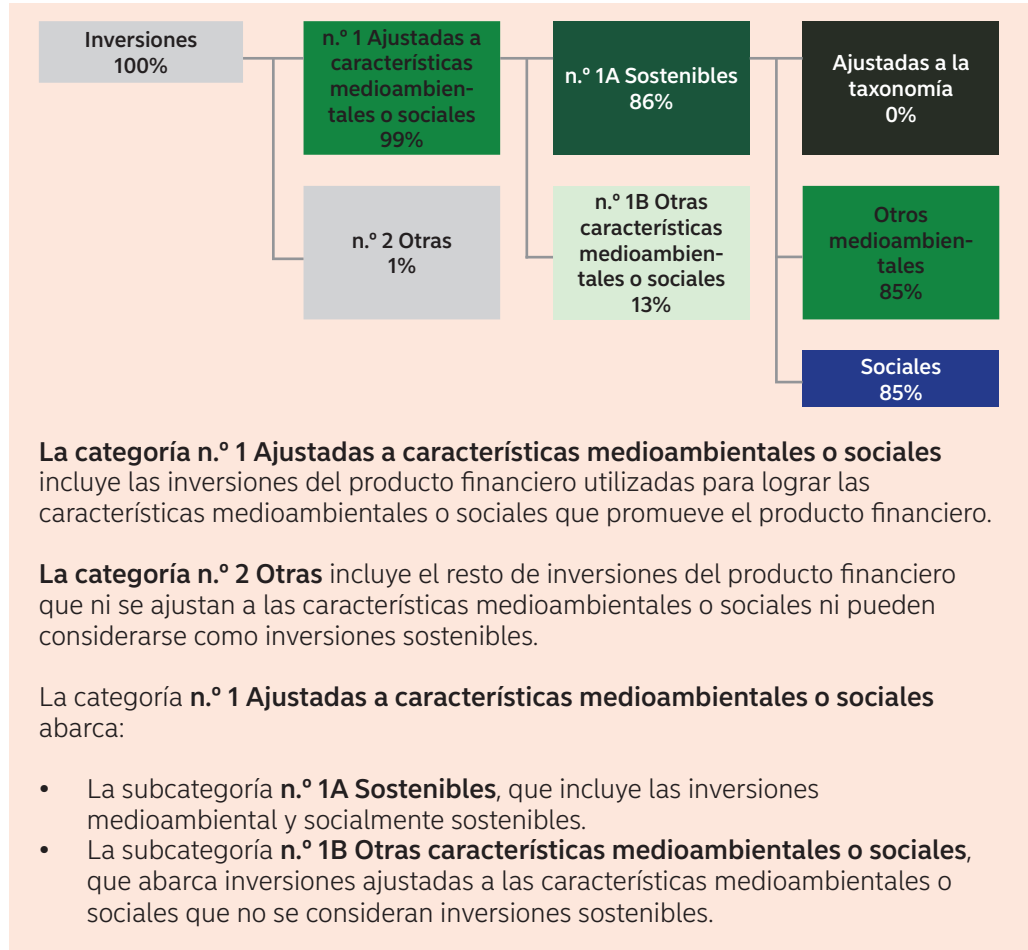 Inversiones
100%
n.º 1 Ajustadas a
características
medioambien-
tales o sociales
99%
n.º 1A Sostenibles
86%
Ajustadas a la
taxonomía
0%
n.º 2 Otras
1%
n.º 1B Otras
características
medioambien-
tales o sociales
13%
Otros
medioambien-
tales
85%
Sociales
85%
La categoría n.º 1 Ajustadas a características medioambientales o sociales
incluye las inversiones del producto financiero utilizadas para lograr las
características medioambientales o sociales que promueve el producto financiero.
La categoría n.º 2 Otras incluye el resto de inversiones del producto financiero
que ni se ajustan a las características medioambientales o sociales ni pueden
considerarse como inversiones sostenibles.
La categoría n.º 1 Ajustadas a características medioambientales o sociales
abarca:
• La subcategoría n.º 1A Sostenibles, que incluye las inversiones
medioambiental y socialmente sostenibles.
• La subcategoría n.º 1B Otras características medioambientales o sociales,
que abarca inversiones ajustadas a las características medioambientales o
sociales que no se consideran inversiones sostenibles.